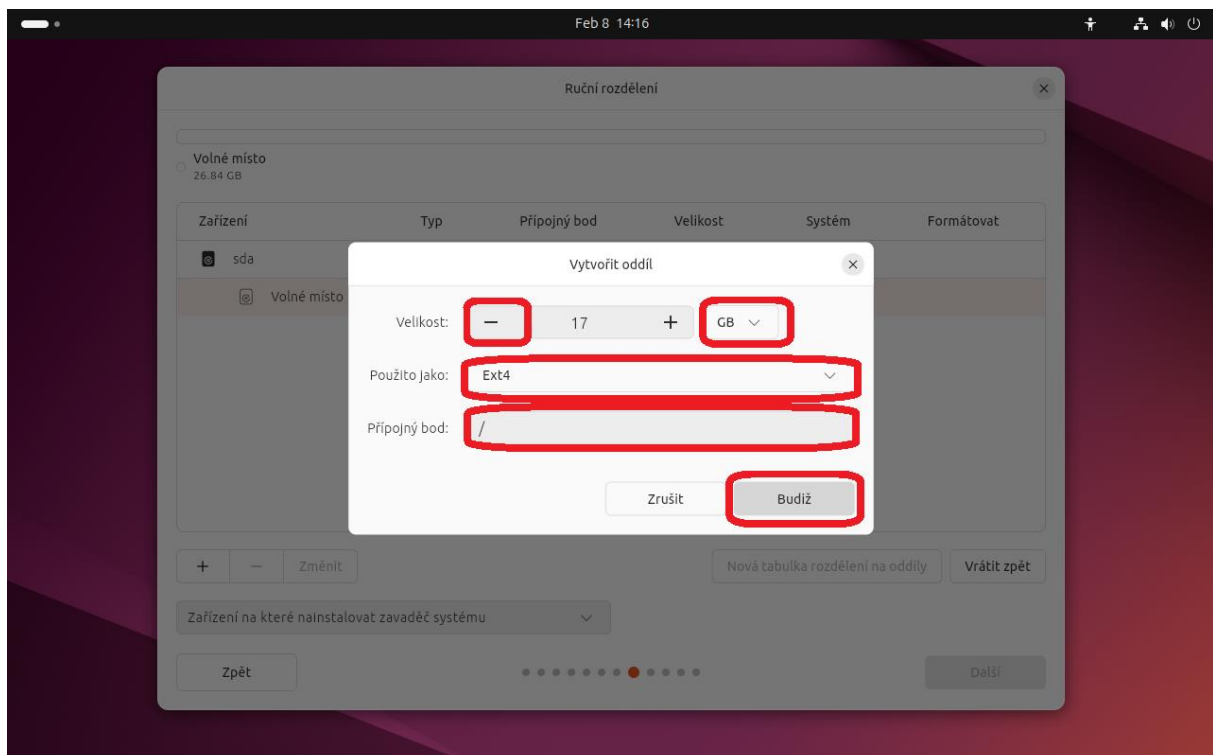 Feb 8 14:16
Ruční rozdělení
Volné místo
26.84 GB
Zařízení Typ Přípojný bod Velikost Systém Formátovat
sda
Volné místo
Vytvořit oddíl
Velikost: − 17 + GB
Použito jako: Ext4
Přípojný bod: /
Zrušit Budiž
+ − Změnit Nová tabulka rozdělení na oddíly Vrátit zpět
Zařízení na které nainstalovat zavaděč systému
Zpět Další